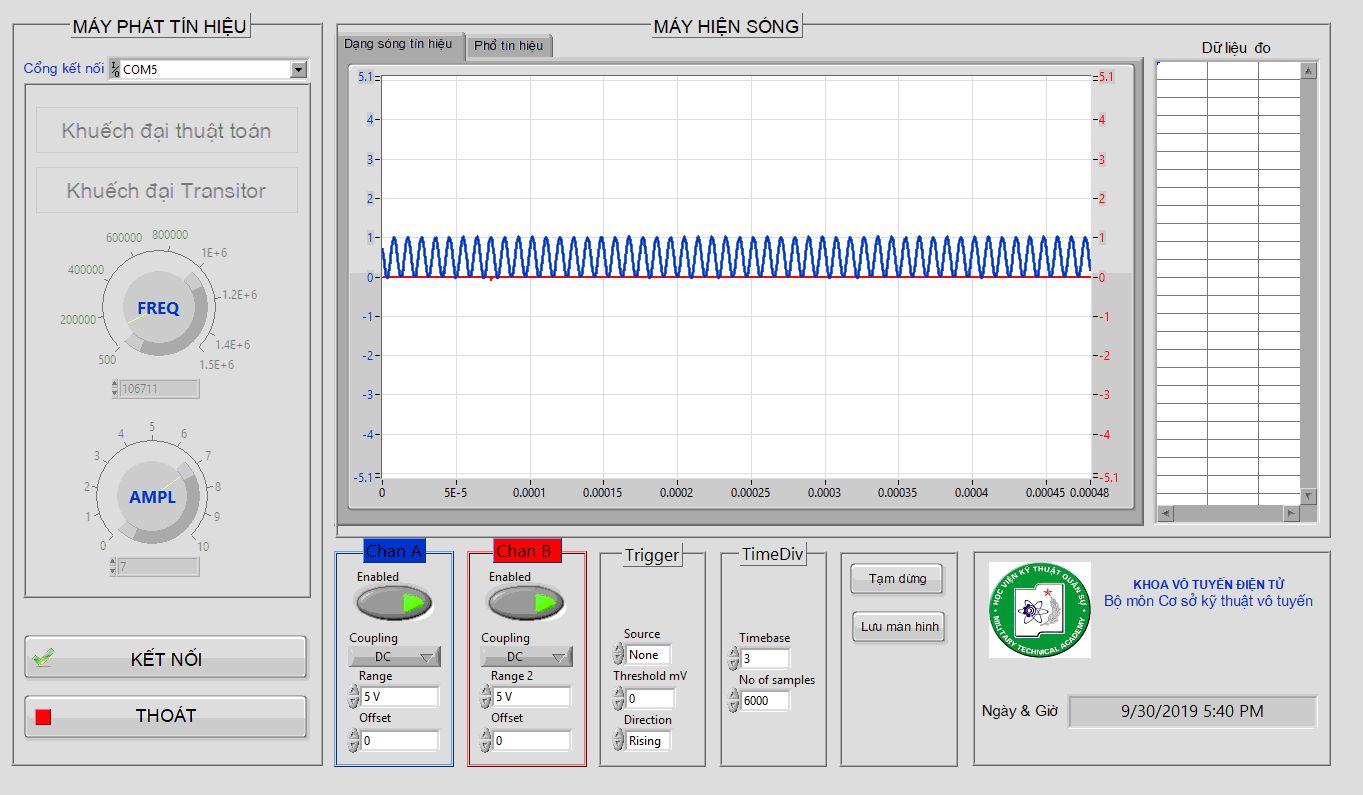 MÁY PHÁT TÍN HIỆU
Cổng kết nối COM5
Khuếch đại thuật toán
Khuếch đại Transitor
600000 800000
400000 1E+6
200000 1.2E+6
FREQ
500 1.4E+6
1.5E+6
106711
4 5 6
3 7
2 8
AMPL
1 9
0 10
7
KẾT NỐI
THOÁT
MÁY HIỆN SÓNG
Dạng sóng tín hiệu Phổ tín hiệu
5.1 5.1
4 4
3 3
2 2
1 1
0 0
-1 -1
-2 -2
-3 -3
-4 -4
-5.1 -5.1
0 5E-5 0.0001 0.00015 0.0002 0.00025 0.0003 0.00035 0.0004 0.00045 0.00048
Dữ liệu đo
Chan A
Enabled
Coupling
DC
Range
5 V
Offset
0
Chan B
Enabled
Coupling
DC
Range 2
5 V
Offset
0
Trigger
Source
None
Threshold mV
0
Direction
Rising
TimeDiv
Timebase
3
No of samples
6000
Tạm dừng
Lưu màn hình
HỌC VIỆN KỸ THUẬT QUÂN SỰ
MILITARY TECHNICAL ACADEMY
KHOA VÔ TUYẾN ĐIỆN TỬ
Bộ môn Cơ sở kỹ thuật vô tuyến
Ngày & Giờ 9/30/2019 5:40 PM